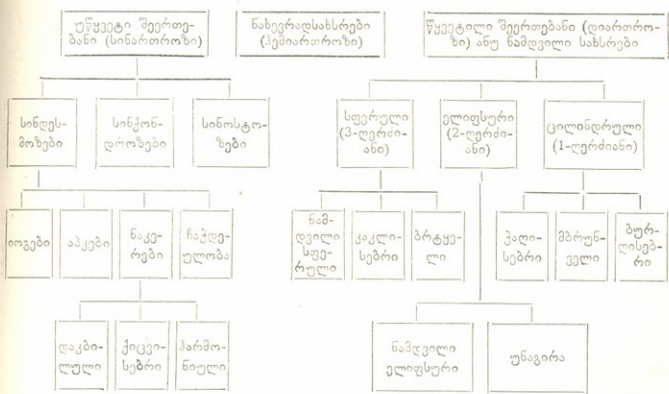 უწყვეტი შეერთე-
ბანი (სინართროზი)
ნახევრადსახსრები
(ჰემიართროზი)
წყვეტილი შეერთებანი (დიართრო-
ზი) ანუ ნამდვილი სახსრები
სინდეს-
მოზები
სინქონ-
დროზები
სინოსტო-
ზები
სფერული
(3-ღერძი-
ანი)
ელიფსური
(2-ღერძი-
ანი)
ცილინდრული
(1-ღერძიანი)
იოგები
აპკები
ნაკე-
რები
ჩაჭდე-
ულობა
ნამ-
დვილი
სფე-
რული
კაკლი-
სებრი
ბრტყე-
ლი
ჭაღი-
სებრი
მბრუნ-
ველი
ბურ-
ღისებ-
რი
დაკბი-
ლული
ქიცვი-
სებრი
ჰარმო-
ნიული
ნამდვილი
ელიფსური
უნაგირა